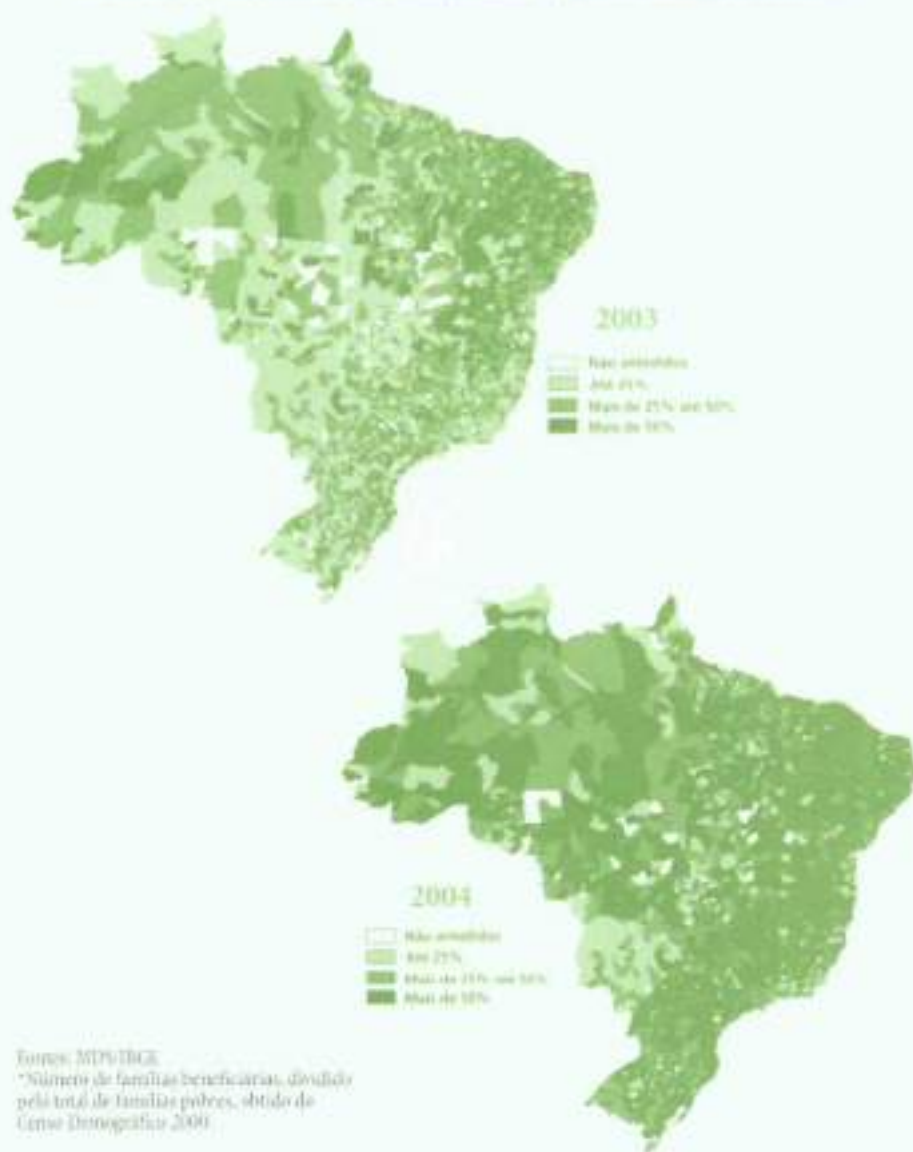 2003
Não atendidos
Até 25%
Mais de 25% até 50%
Mais de 50%
2004
Não atendidos
Até 25%
Mais de 25% até 50%
Mais de 50%
Fontes: MDS/IBGE
*Número de famílias beneficiárias, dividido
pelo total de famílias pobres, obtido do
Censo Demográfico 2000